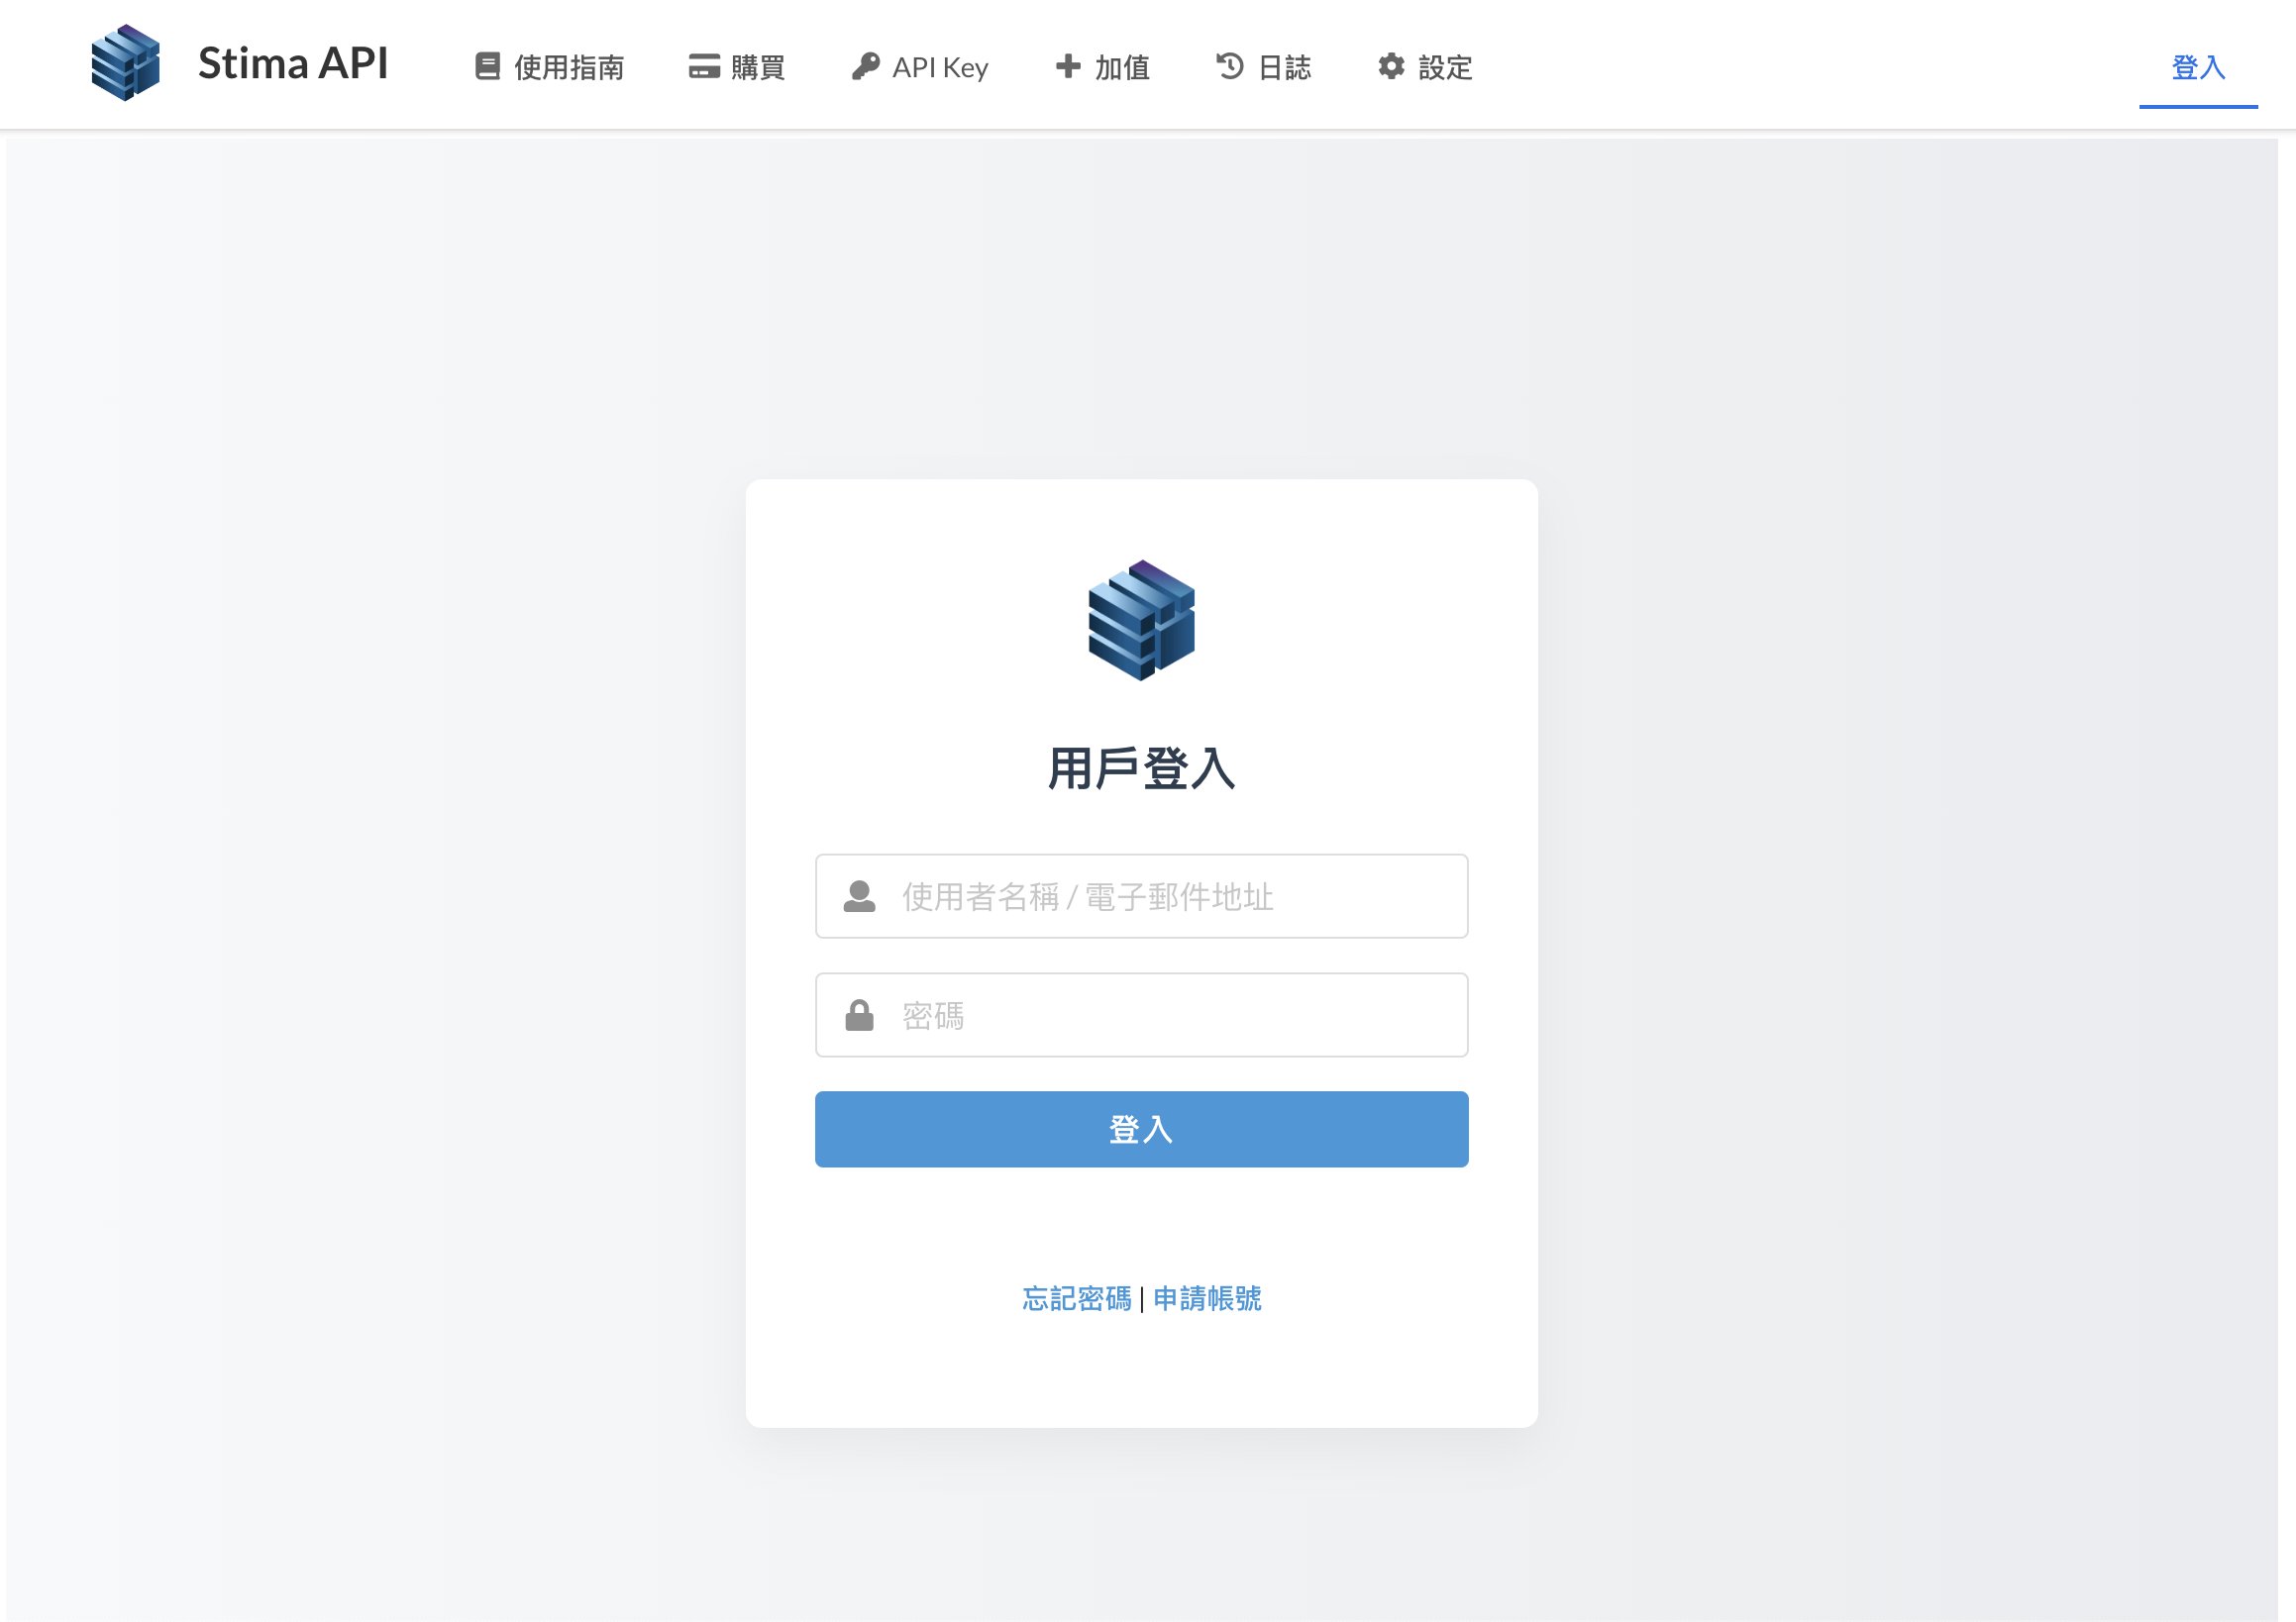 Stima API 使用指南 購買 API Key 加值 日誌 設定 登入
用戶登入
使用者名稱 / 電子郵件地址
密碼
登入
忘記密碼 | 申請帳號